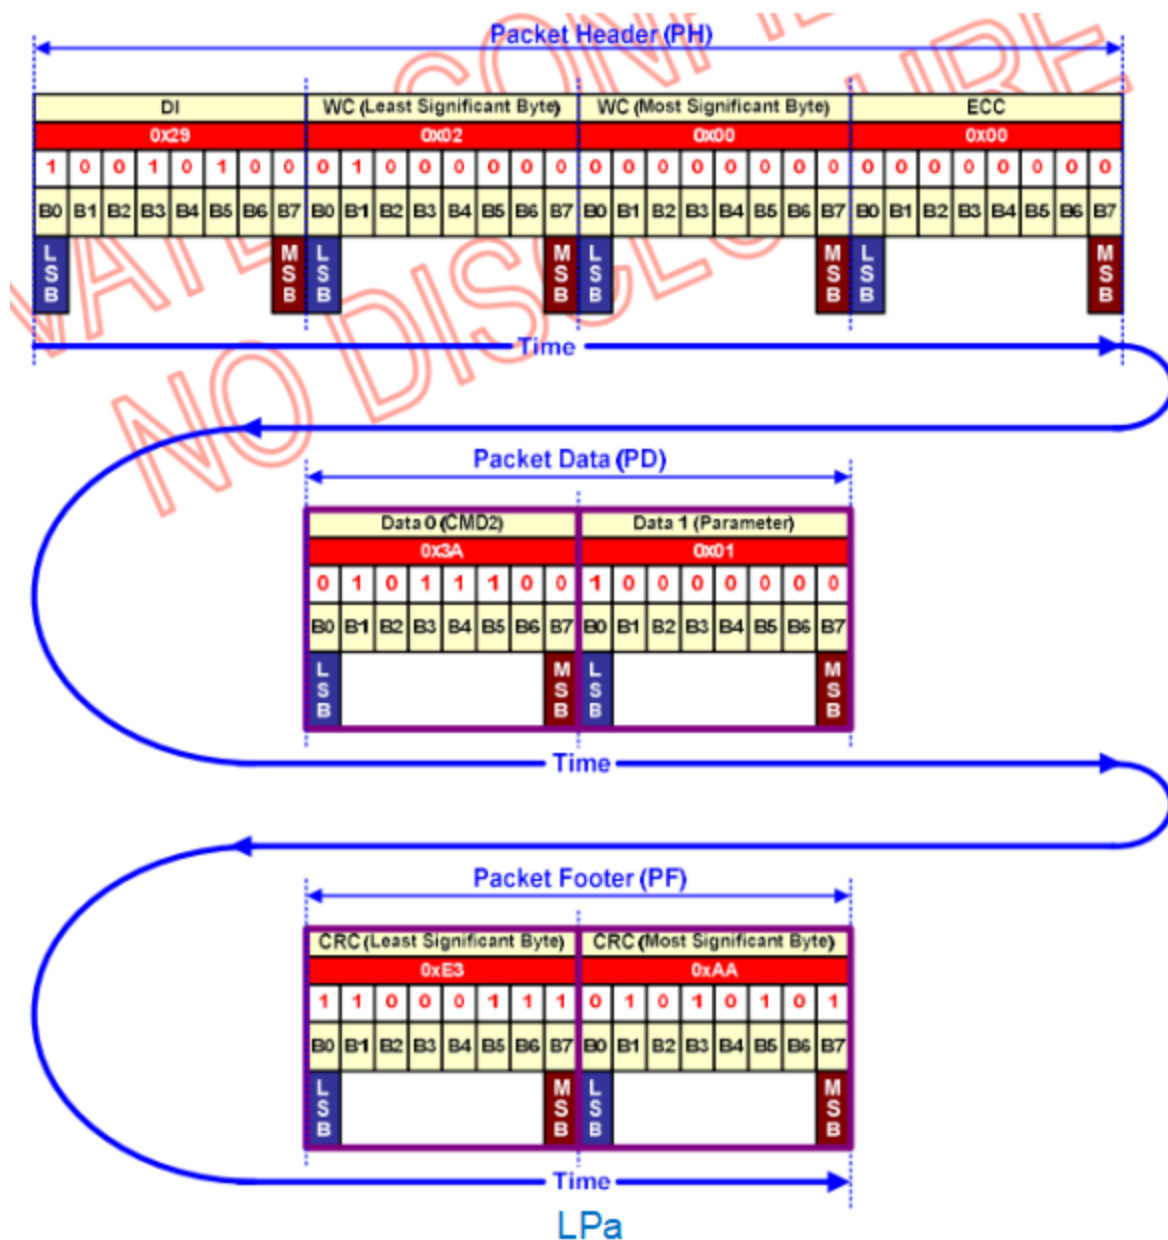 Packet Header (PH)
DI WC (Least Significant Byte) WC (Most Significant Byte) ECC
0x29 0x02 0x00 0x00
1 0 0 1 0 1 0 0 0 1 0 0 0 0 0 0 0 0 0 0 0 0 0 0 0 0 0 0 0 0 0 0
B0 B1 B2 B3 B4 B5 B6 B7 B0 B1 B2 B3 B4 B5 B6 B7 B0 B1 B2 B3 B4 B5 B6 B7 B0 B1 B2 B3 B4 B5 B6 B7
LSB MSB LSB MSB LSB MSB LSB MSB
NO DISCLOSURE
Time
Packet Data (PD)
Data 0 (CMD2) Data 1 (Parameter)
0x3A 0x01
0 1 0 1 1 1 0 0 1 0 0 0 0 0 0 0
B0 B1 B2 B3 B4 B5 B6 B7 B0 B1 B2 B3 B4 B5 B6 B7
LSB MSB LSB MSB
Time
Packet Footer (PF)
CRC (Least Significant Byte) CRC (Most Significant Byte)
0xE3 0xAA
1 1 0 0 0 1 1 1 0 1 0 1 0 1 0 1
B0 B1 B2 B3 B4 B5 B6 B7 B0 B1 B2 B3 B4 B5 B6 B7
LSB MSB LSB MSB
Time
LPa